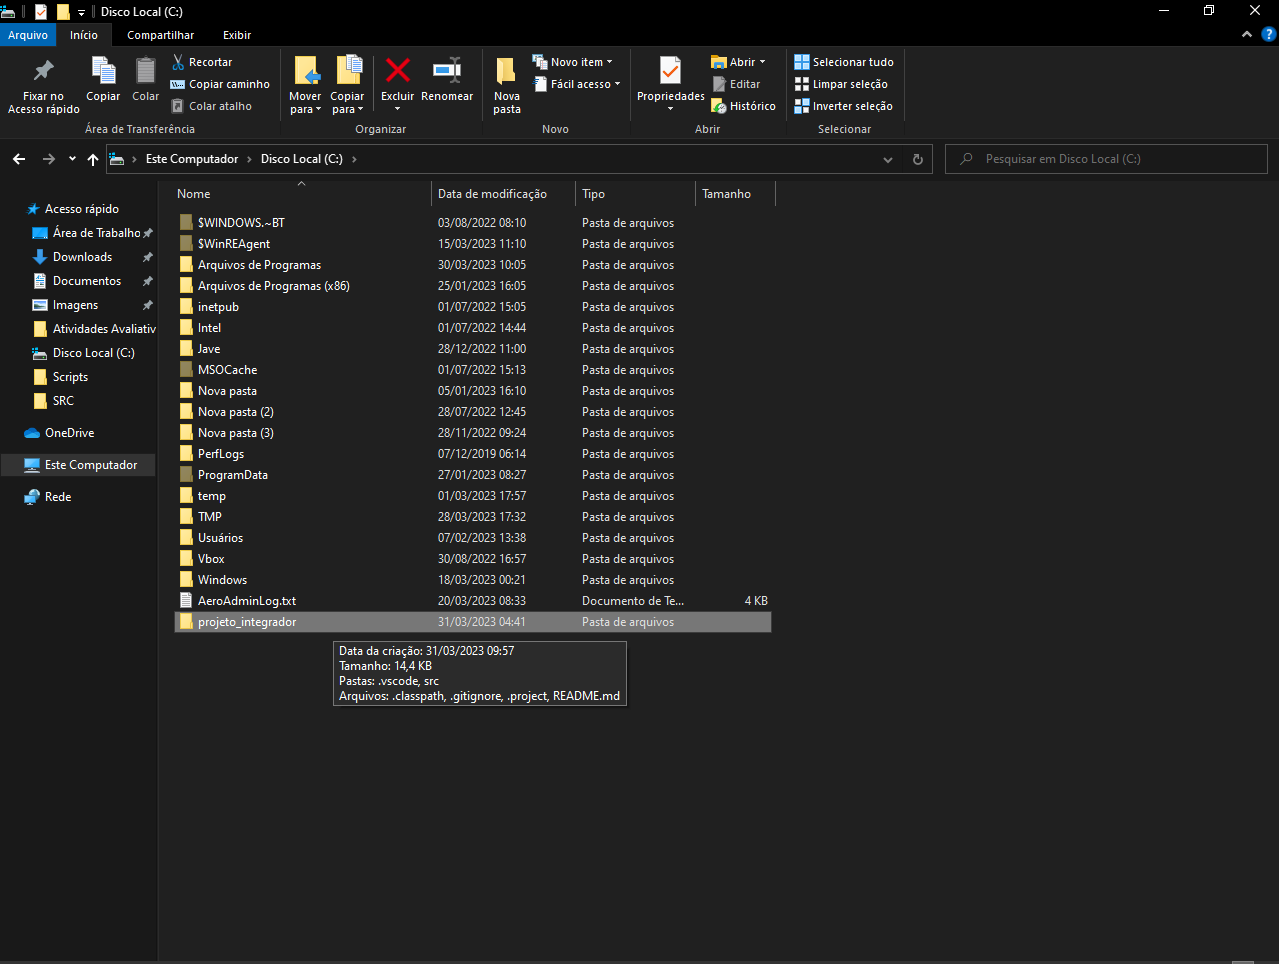 Disco Local (C:)
Arquivo
Início
Compartilhar
Exibir
?
Fixar no
Acesso rápido
Copiar
Colar
Recortar
Copiar caminho
Colar atalho
Área de Transferência
Mover
para
Copiar
para
Excluir
Renomear
Organizar
Nova
pasta
Novo item
Fácil acesso
Novo
Propriedades
Abrir
Editar
Histórico
Abrir
Selecionar tudo
Limpar seleção
Inverter seleção
Selecionar
Este Computador > Disco Local (C:) >
Pesquisar em Disco Local (C:)
Acesso rápido
Área de Trabalho
Downloads
Documentos
Imagens
Atividades Avaliativ
Disco Local (C:)
Scripts
SRC
OneDrive
Este Computador
Rede
Nome Data de modificação Tipo Tamanho
$WINDOWS.~BT 03/08/2022 08:10 Pasta de arquivos
$WinREAgent 15/03/2023 11:10 Pasta de arquivos
Arquivos de Programas 30/03/2023 10:05 Pasta de arquivos
Arquivos de Programas (x86) 25/01/2023 16:05 Pasta de arquivos
inetpub 01/07/2022 15:05 Pasta de arquivos
Intel 01/07/2022 14:44 Pasta de arquivos
Jave 28/12/2022 11:00 Pasta de arquivos
MSOCache 01/07/2022 15:13 Pasta de arquivos
Nova pasta 05/01/2023 16:10 Pasta de arquivos
Nova pasta (2) 28/07/2022 12:45 Pasta de arquivos
Nova pasta (3) 28/11/2022 09:24 Pasta de arquivos
PerfLogs 07/12/2019 06:14 Pasta de arquivos
ProgramData 27/01/2023 08:27 Pasta de arquivos
temp 01/03/2023 17:57 Pasta de arquivos
TMP 28/03/2023 17:32 Pasta de arquivos
Usuários 07/02/2023 13:38 Pasta de arquivos
Vbox 30/08/2022 16:57 Pasta de arquivos
Windows 18/03/2023 00:21 Pasta de arquivos
AeroAdminLog.txt 20/03/2023 08:33 Documento de Te... 4 KB
projeto_integrador 31/03/2023 04:41 Pasta de arquivos
Data da criação: 31/03/2023 09:57
Tamanho: 14,4 KB
Pastas: .vscode, src
Arquivos: .classpath, .gitignore, .project, README.md